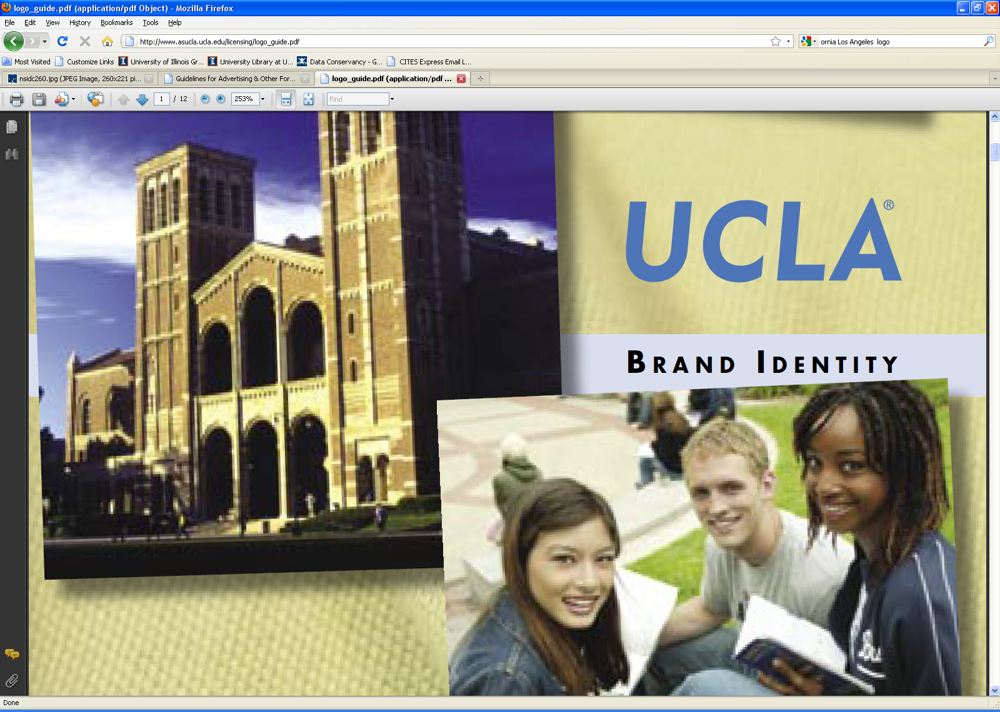 logo_guide.pdf (application/pdf Object) - Mozilla Firefox
File Edit View History Bookmarks Tools Help
http://www.asucla.ucla.edu/licensing/logo_guide.pdf
ornia Los Angeles logo
Most Visited Customize Links University of Illinois Gr... University Library at U... Data Conservancy - G... CITES Express Email L...
nsidc260.jpg (JPEG Image, 260x221 pi... Guidelines for Advertising & Other For... logo_guide.pdf (application/pdf ...
1 / 12 253% Find
UCLA®
BRAND IDENTITY
Done